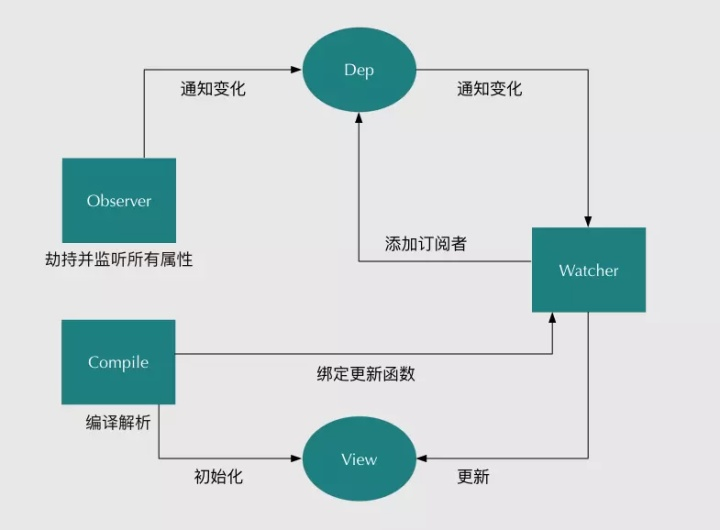 Dep
通知变化
通知变化
Observer
劫持并监听所有属性
添加订阅者
Watcher
Compile
绑定更新函数
编译解析
View
初始化
更新